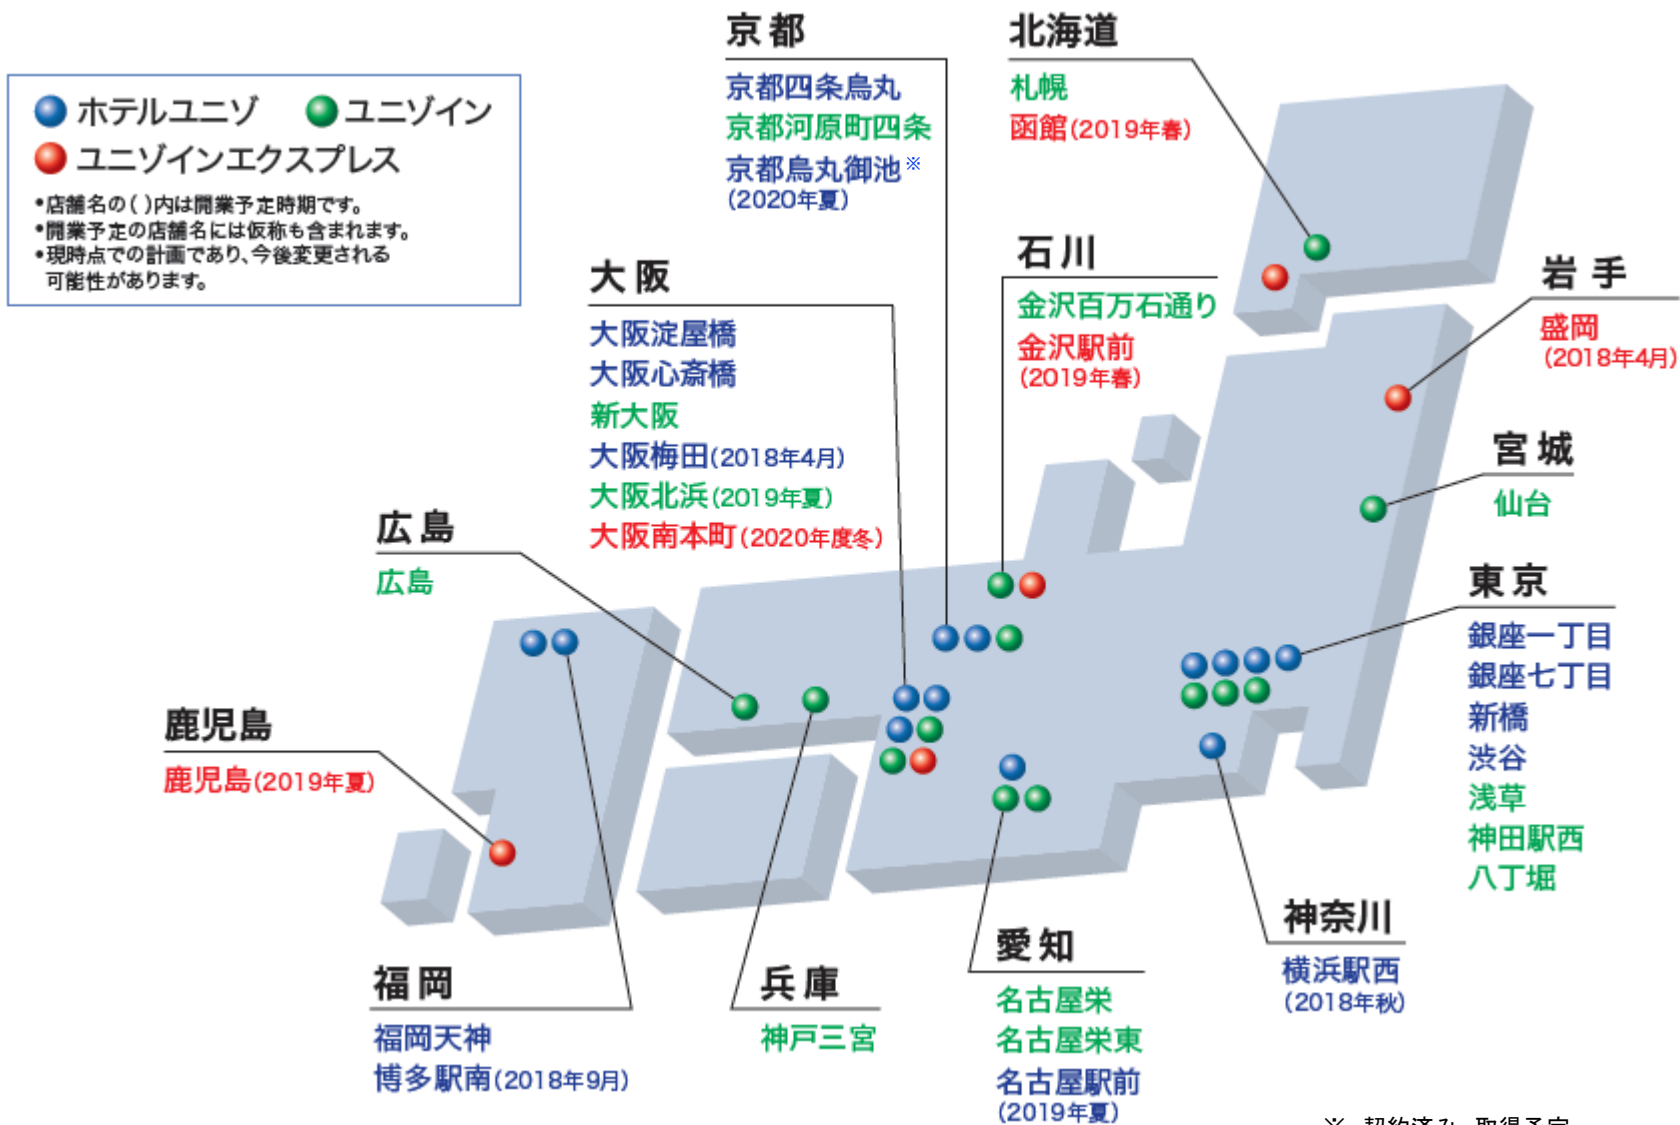 ホテルユニゾ ユニゾイン
ユニゾインエクスプレス
•店舗名の( )内は開業予定時期です。
•開業予定の店舗名には仮称も含まれます。
•現時点での計画であり、今後変更される
可能性があります。
京都
京都四条烏丸
京都河原町四条
京都烏丸御池※
(2020年夏)
北海道
札幌
函館(2019年春)
大阪
大阪淀屋橋
大阪心斎橋
新大阪
大阪梅田(2018年4月)
大阪北浜(2019年夏)
大阪南本町(2020年度冬)
石川
金沢百万石通り
金沢駅前
(2019年春)
岩手
盛岡
(2018年4月)
宮城
仙台
広島
広島
東京
銀座一丁目
銀座七丁目
新橋
渋谷
浅草
神田駅西
八丁堀
鹿児島
鹿児島(2019年夏)
神奈川
横浜駅西
(2018年秋)
福岡
福岡天神
博多駅南(2018年9月)
兵庫
神戸三宮
愛知
名古屋栄
名古屋栄東
名古屋駅前
(2019年夏)
※ 契約済み、取得予定